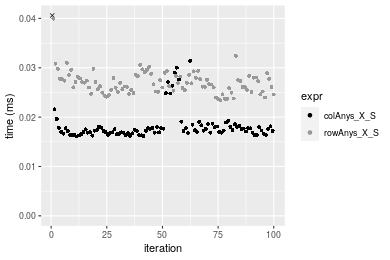 0.04
0.03
0.02
0.01
0.00
time (ms)
0
25
50
75
100
iteration
expr
colAnys_X_S
rowAnys_X_S